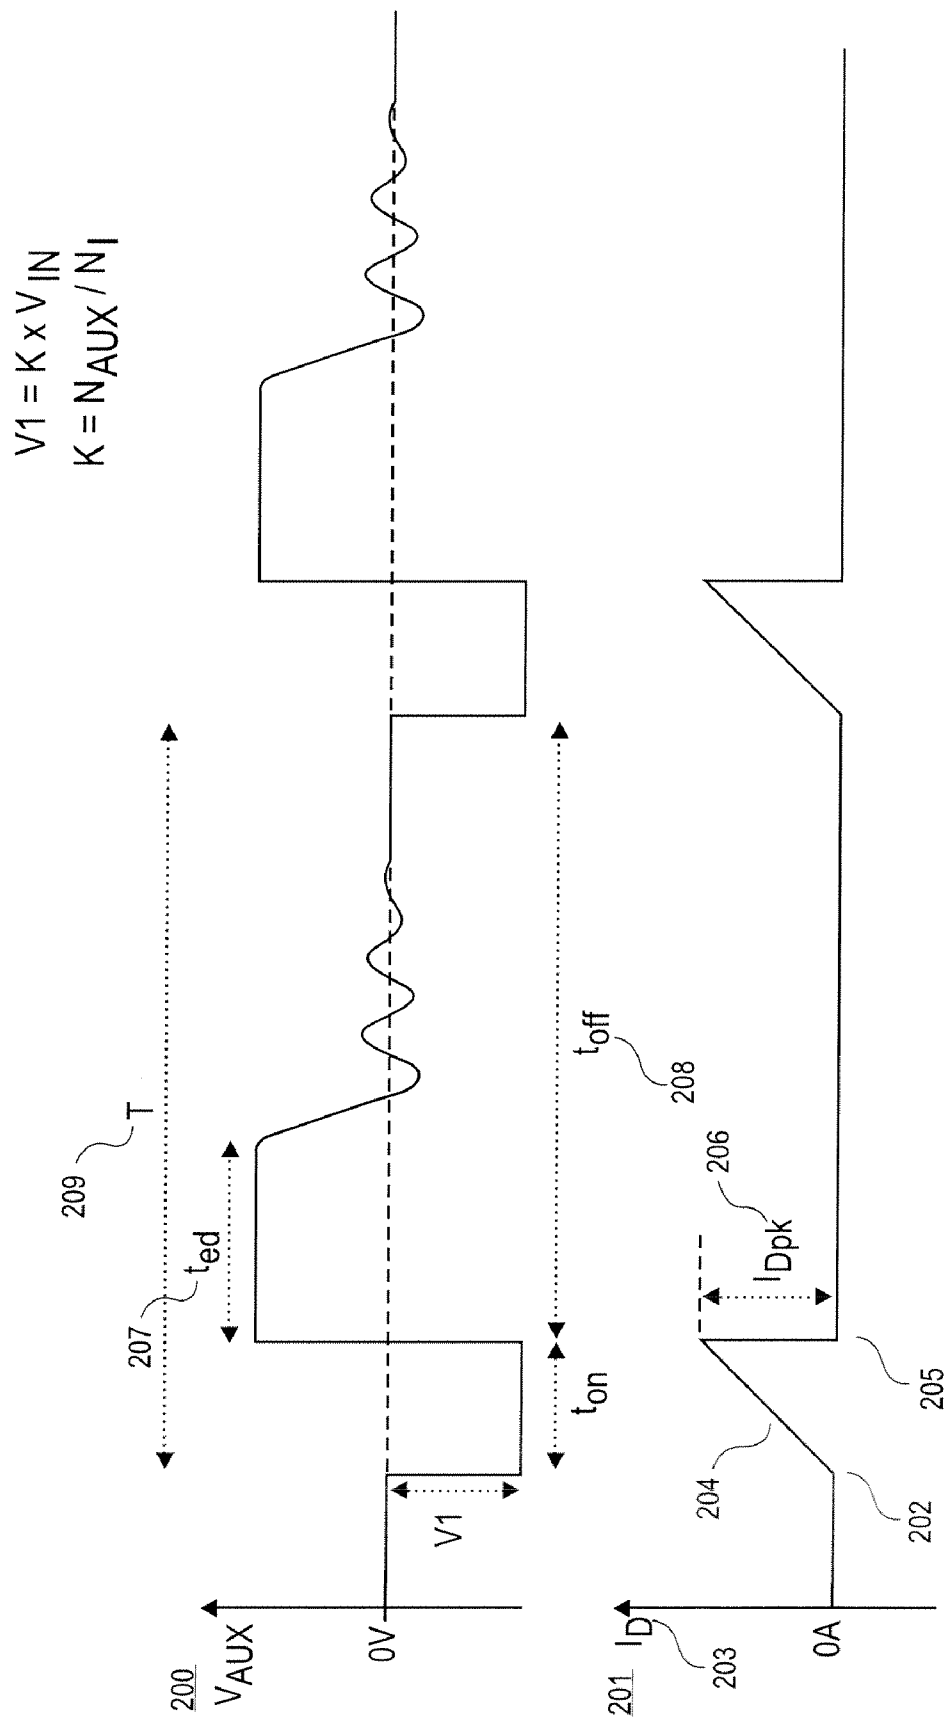 V1 = K x V_IN
K = N_AUX / N_I
209
T
200
V_AUX
207
t_ed
0V
V1
t_on
t_off
208
201
I_D
203
206
I_Dpk
204
0A
202
205